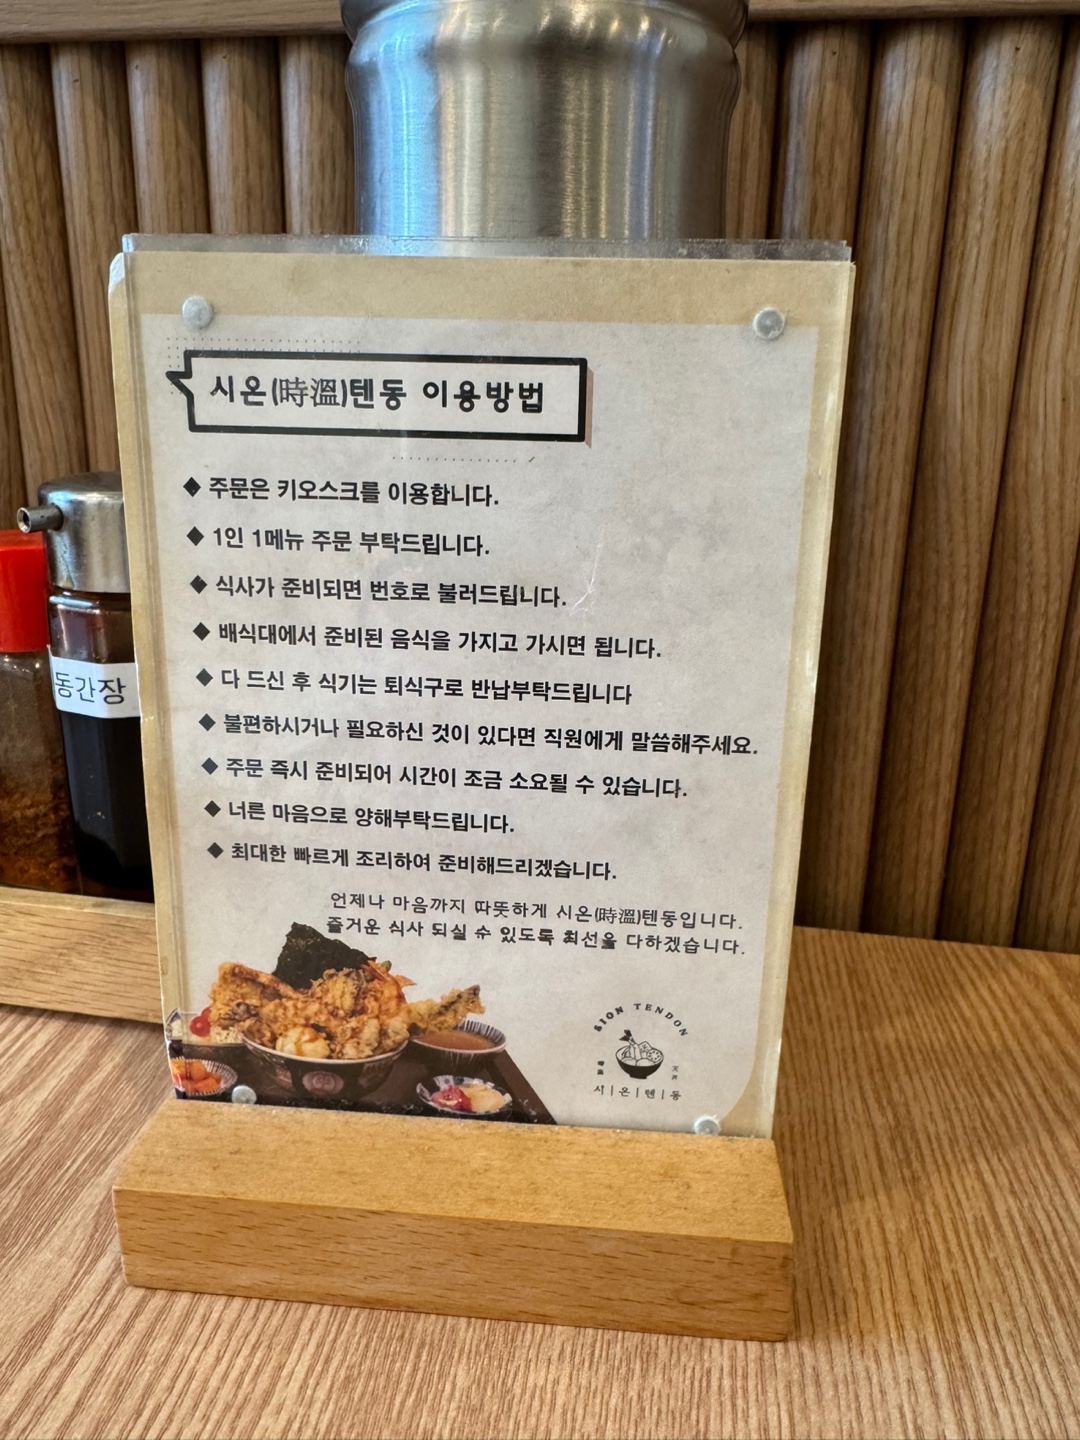 시온(時溫)텐동 이용방법
◆ 주문은 키오스크를 이용합니다.
◆ 1인 1메뉴 주문 부탁드립니다.
◆ 식사가 준비되면 번호로 불러드립니다.
◆ 배식대에서 준비된 음식을 가지고 가시면 됩니다.
◆ 다 드신 후 식기는 퇴식구로 반납부탁드립니다
◆ 불편하시거나 필요하신 것이 있다면 직원에게 말씀해주세요.
◆ 주문 즉시 준비되어 시간이 조금 소요될 수 있습니다.
◆ 너른 마음으로 양해부탁드립니다.
◆ 최대한 빠르게 조리하여 준비해드리겠습니다.
언제나 마음까지 따뜻하게 시온(時溫)텐동입니다.
즐거운 식사 되실 수 있도록 최선을 다하겠습니다.
SION TENDON
시|온|텐|동
동간장